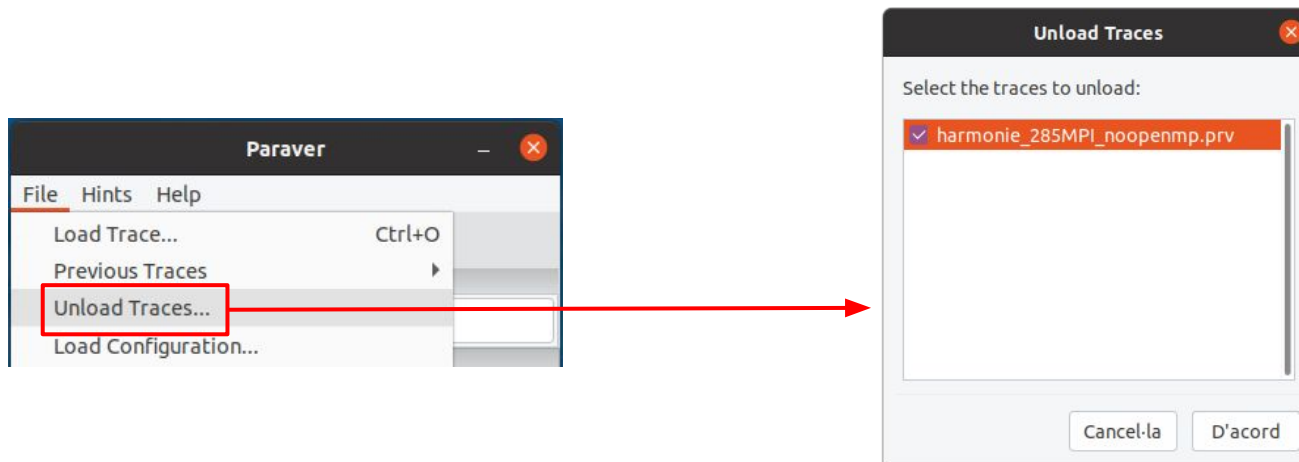 Paraver
File Hints Help
Load Trace... Ctrl+O
Previous Traces
Unload Traces...
Load Configuration...
Unload Traces
Select the traces to unload:
harmonie_285MPI_noopenmp.prv
Cancel·la D'acord